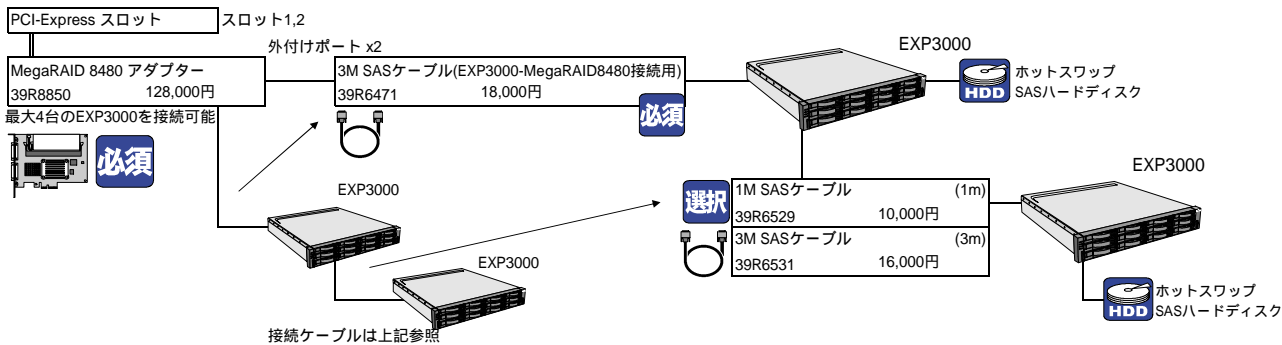 PCI-Express スロット
スロット1,2
外付けポート x2
MegaRAID 8480 アダプター
39R8850 128,000円
最大4台のEXP3000を接続可能
必須
3M SASケーブル(EXP3000-MegaRAID8480接続用)
39R6471 18,000円
必須
EXP3000
HDD
ホットスワップ
SASハードディスク
EXP3000
EXP3000
接続ケーブルは上記参照
選択
1M SASケーブル (1m)
39R6529 10,000円
3M SASケーブル (3m)
39R6531 16,000円
EXP3000
HDD
ホットスワップ
SASハードディスク